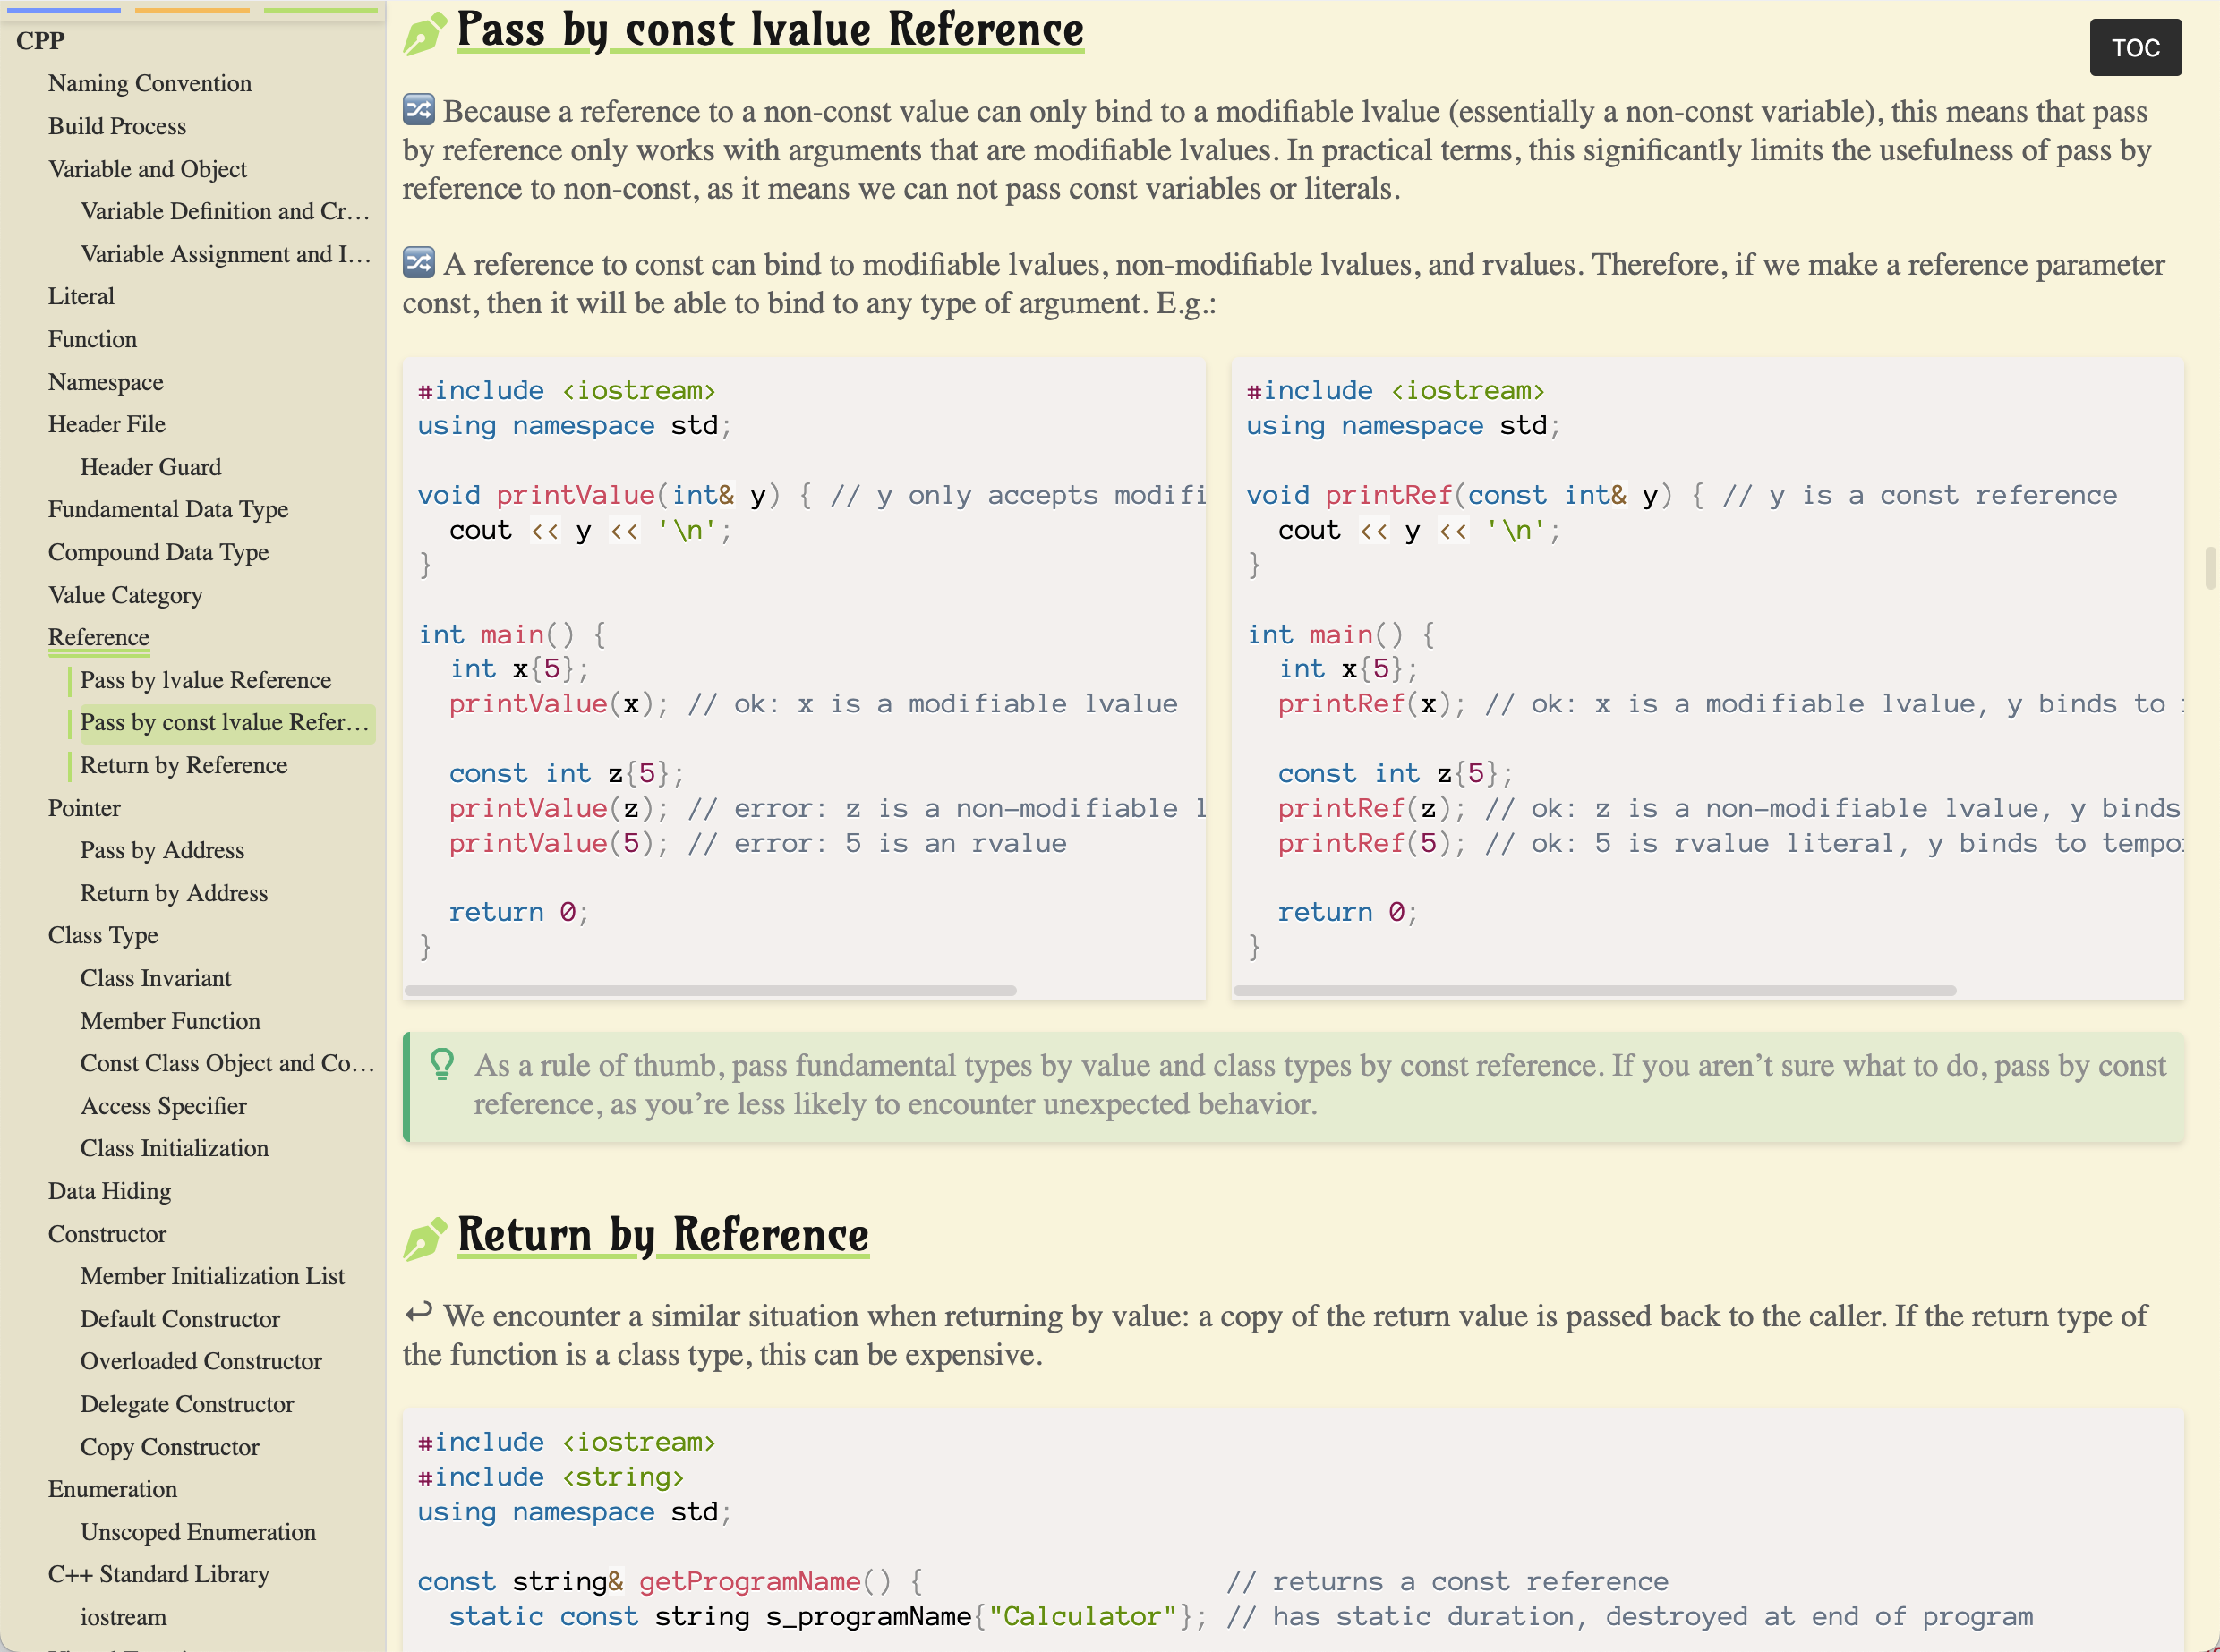 CPP
Naming Convention
Build Process
Variable and Object
Variable Definition and Cr…
Variable Assignment and I…
Literal
Function
Namespace
Header File
Header Guard
Fundamental Data Type
Compound Data Type
Value Category
Reference
Pass by lvalue Reference
Pass by const lvalue Refer…
Return by Reference
Pointer
Pass by Address
Return by Address
Class Type
Class Invariant
Member Function
Const Class Object and Co…
Access Specifier
Class Initialization
Data Hiding
Constructor
Member Initialization List
Default Constructor
Overloaded Constructor
Delegate Constructor
Copy Constructor
Enumeration
Unscoped Enumeration
C++ Standard Library
iostream
TOC
Pass by const lvalue Reference
Because a reference to a non-const value can only bind to a modifiable lvalue (essentially a non-const variable), this means that pass
by reference only works with arguments that are modifiable lvalues. In practical terms, this significantly limits the usefulness of pass by
reference to non-const, as it means we can not pass const variables or literals.
A reference to const can bind to modifiable lvalues, non-modifiable lvalues, and rvalues. Therefore, if we make a reference parameter
const, then it will be able to bind to any type of argument. E.g.:
#include <iostream>
using namespace std;
void printValue(int& y) { // y only accepts modifi
cout << y << '\n';
}
int main() {
int x{5};
printValue(x); // ok: x is a modifiable lvalue
const int z{5};
printValue(z); // error: z is a non-modifiable l
printValue(5); // error: 5 is an rvalue
return 0;
}
#include <iostream>
using namespace std;
void printRef(const int& y) { // y is a const reference
cout << y << '\n';
}
int main() {
int x{5};
printRef(x); // ok: x is a modifiable lvalue, y binds to
const int z{5};
printRef(z); // ok: z is a non-modifiable lvalue, y binds
printRef(5); // ok: 5 is rvalue literal, y binds to tempo
return 0;
}
As a rule of thumb, pass fundamental types by value and class types by const reference. If you aren’t sure what to do, pass by const
reference, as you’re less likely to encounter unexpected behavior.
Return by Reference
We encounter a similar situation when returning by value: a copy of the return value is passed back to the caller. If the return type of
the function is a class type, this can be expensive.
#include <iostream>
#include <string>
using namespace std;
const string& getProgramName() { // returns a const reference
static const string s_programName{"Calculator"}; // has static duration, destroyed at end of program